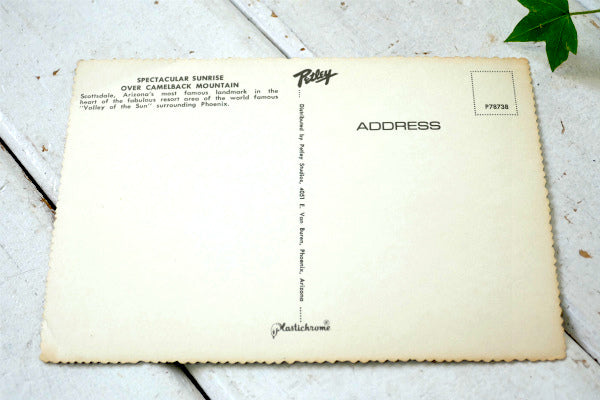 SPECTACULAR SUNRISE
OVER CAMELBACK MOUNTAIN
Scottsdale, Arizona's most famous landmark in the
heart of the fabulous resort area of the world famous
"Valley of the Sun" surrounding Phoenix.
Petley
.... Distributed by Petley Studios, 4051 E. Van Buren, Phoenix, Arizona ......
Plastichrome®
ADDRESS
P78738